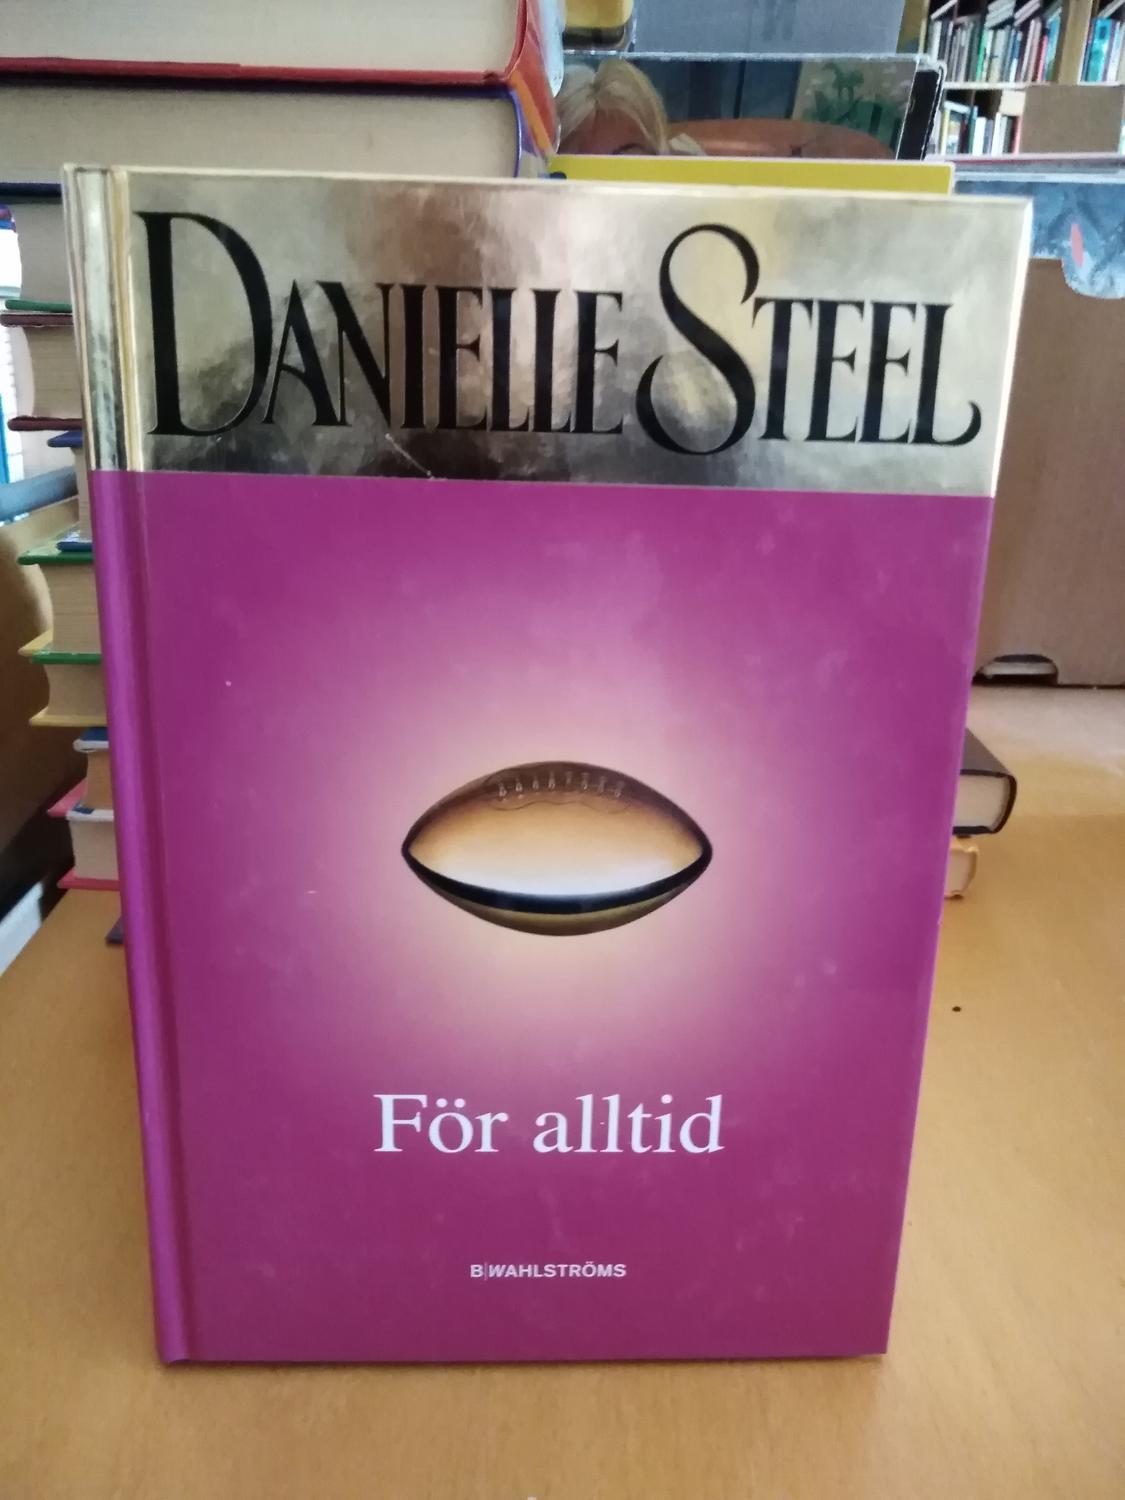 DANIELLE STEEL
För alltid
B|WAHLSTRÖMS